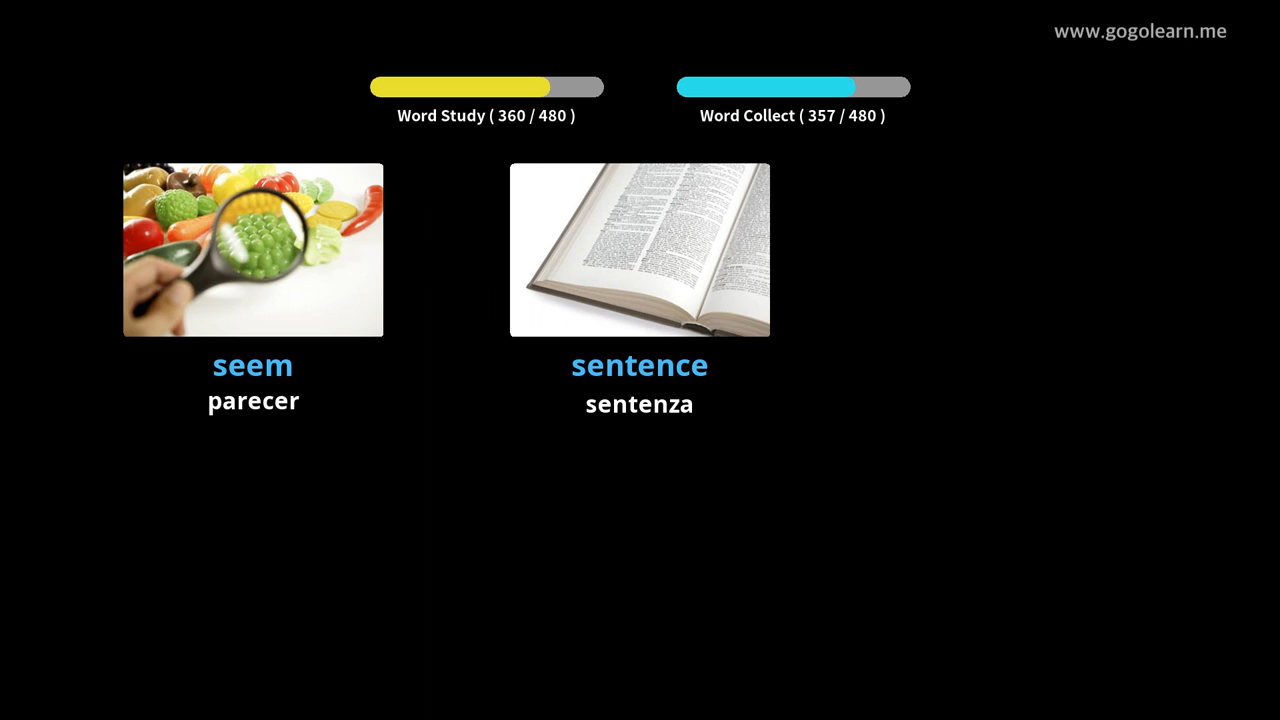 www.gogolearn.me
Word Study ( 360 / 480 )
Word Collect ( 357 / 480 )
seem
parecer
sentence
sentenza